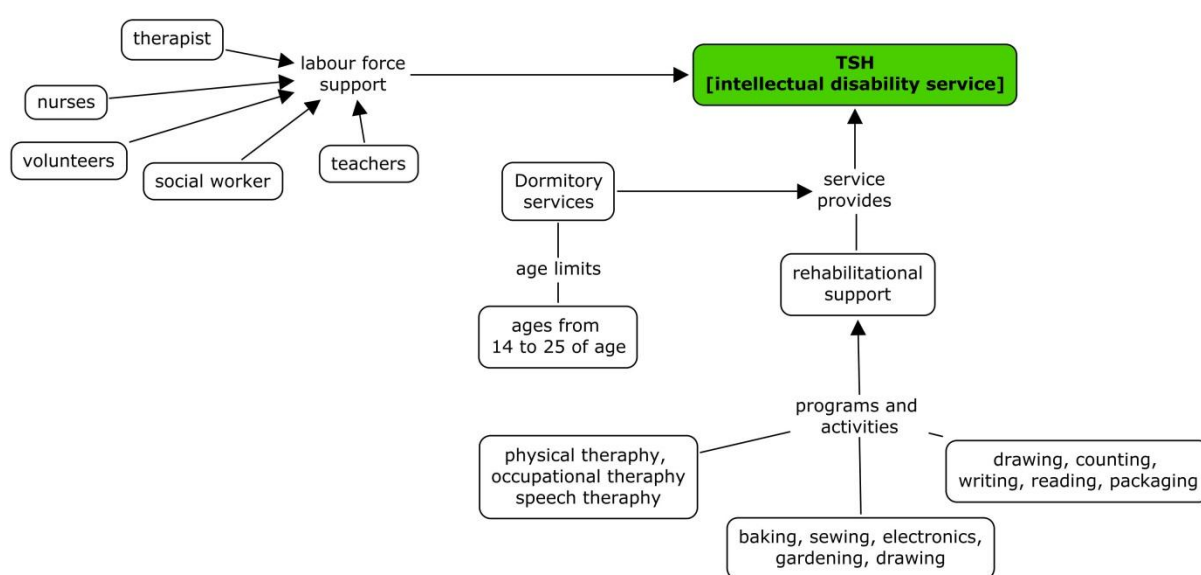 therapist
labour force
support
nurses
volunteers
social worker
teachers
TSH
[intellectual disability service]
Dormitory
services
service
provides
age limits
ages from
14 to 25 of age
rehabilitational
support
programs and
activities
physical theraphy,
occupational theraphy
speech theraphy
baking, sewing, electronics,
gardening, drawing
drawing, counting,
writing, reading, packaging